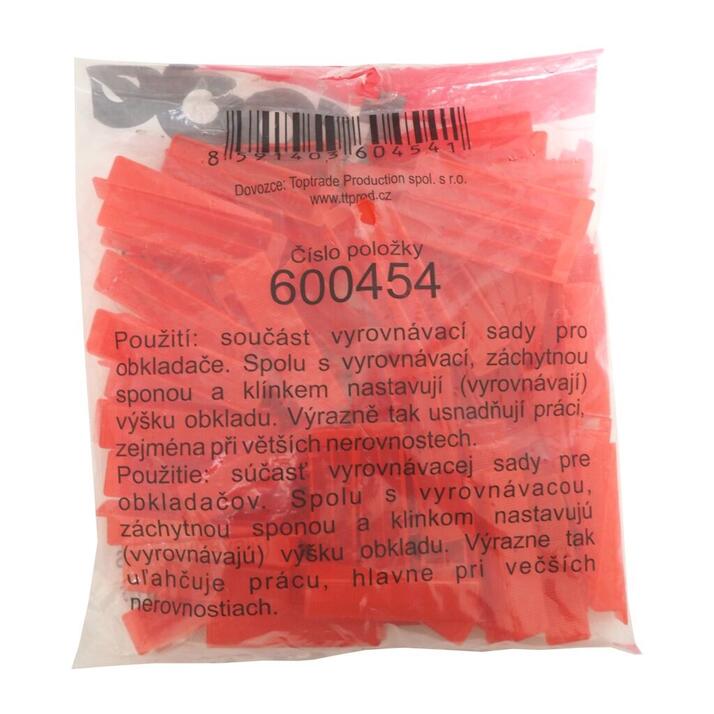 8 591403 604541
Dovozce: Toptrade Production spol. s r.o.
www.ttprod.cz
Číslo položky
600454
Použití: součást vyrovnávací sady pro
obkladače. Spolu s vyrovnávací, záchytnou
sponou a klínkem nastavují (vyrovnávají)
výšku obkladu. Výrazně tak usnadňují práci,
zejména při větších nerovnostech.
Použitie: súčasť vyrovnávacej sady pre
obkladačov. Spolu s vyrovnávacou,
záchytnou sponou a klinkom nastavujú
(vyrovnávajú) výšku obkladu. Výrazne tak
uľahčuje prácu, hlavne pri večších
nerovnostiach.